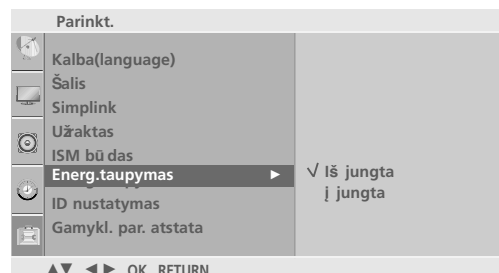 Parinkt.
Kalba(language)
Šalis
Simplink
Užraktas
ISM bū das
Energ.taupymas ►
ID nustatymas
Gamykl. par. atstata
√ Iš jungta
į jungta
▲▼ ◄ ► OK RETURN